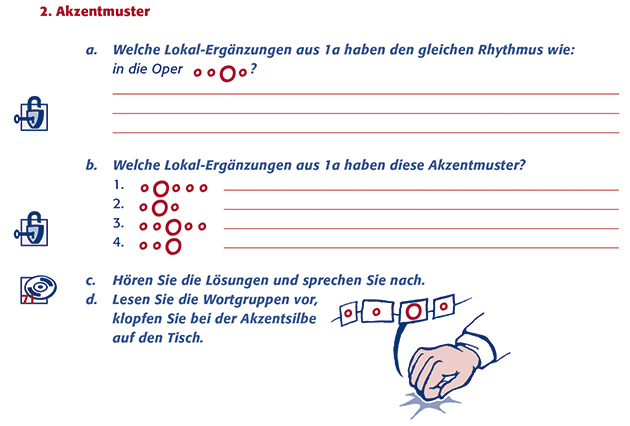 2. Akzentmuster
a. Welche Lokal-Ergänzungen aus 1a haben den gleichen Rhythmus wie:
in die Oper ?
b. Welche Lokal-Ergänzungen aus 1a haben diese Akzentmuster?
1.
2.
3.
4.
c. Hören Sie die Lösungen und sprechen Sie nach.
d. Lesen Sie die Wortgruppen vor,
klopfen Sie bei der Akzentsilbe
auf den Tisch.